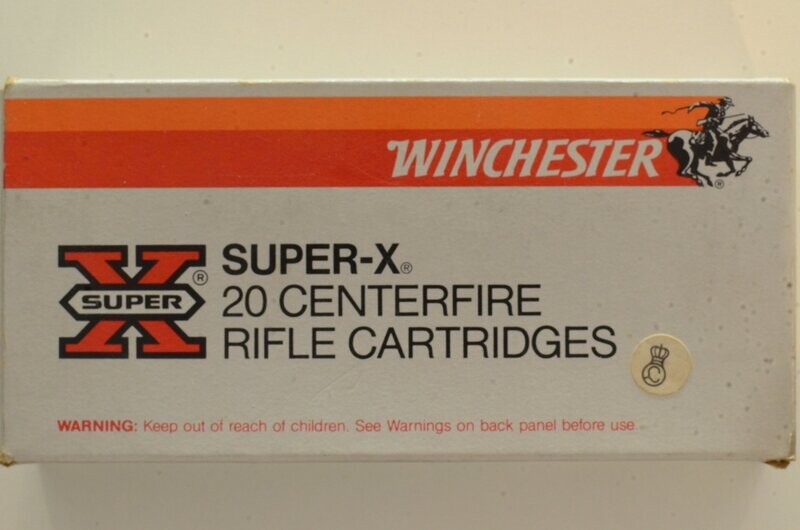 WINCHESTER
®
X ®
SUPER
SUPER-X®
20 CENTERFIRE
RIFLE CARTRIDGES
C
WARNING: Keep out of reach of children. See Warnings on back panel before use